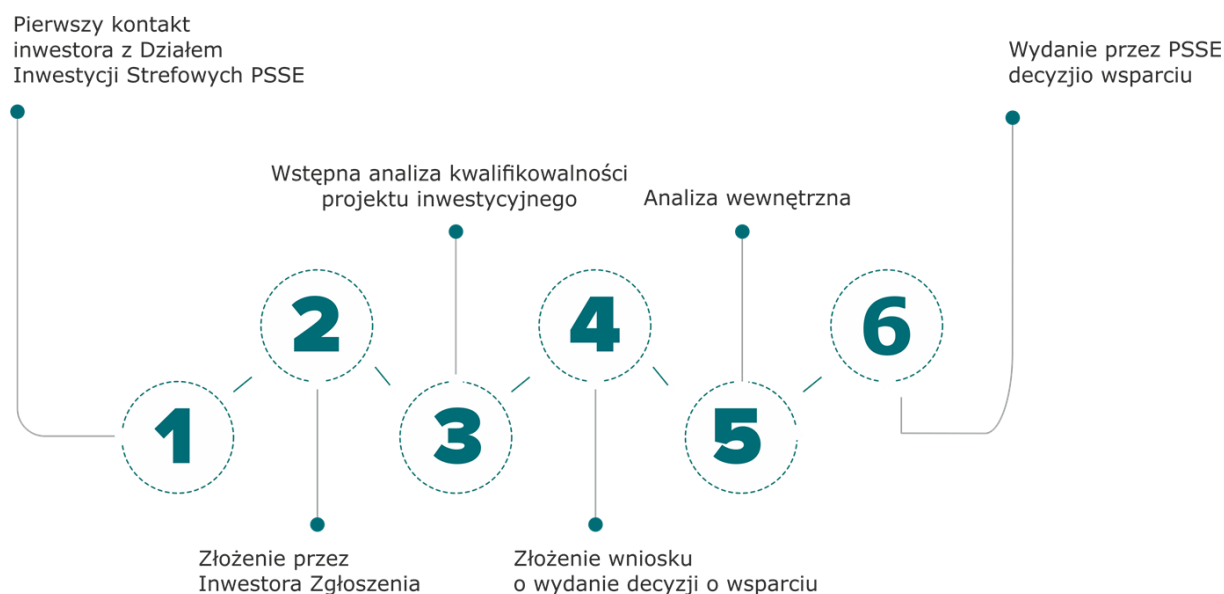 Pierwszy kontakt
inwestora z Działem
Inwestycji Strefowych PSSE
Wydanie przez PSSE
decyzjio wsparciu
Wstępna analiza kwalifikowalności
projektu inwestycyjnego
Analiza wewnętrzna
2
4
6
1
3
5
Złożenie przez
Inwestora Zgłoszenia
Złożenie wniosku
o wydanie decyzji o wsparciu